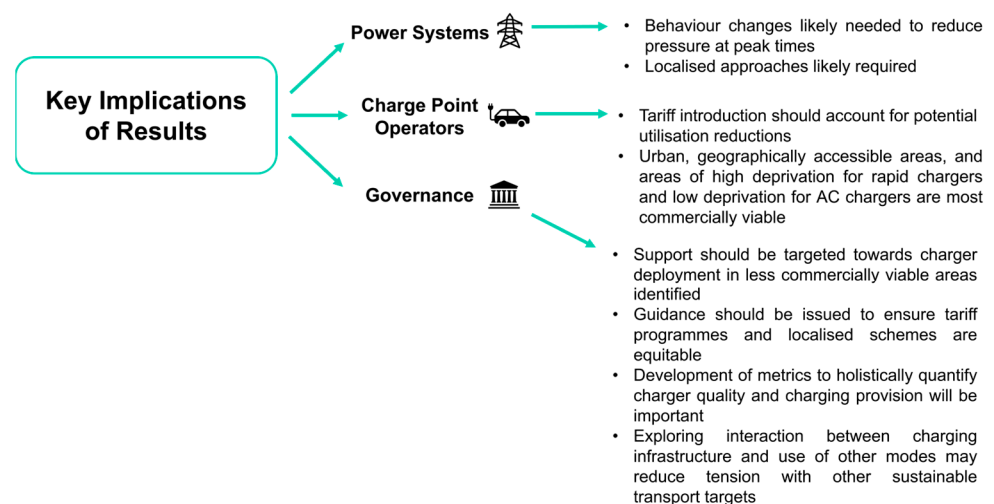 Key Implications
of Results
Power Systems
• Behaviour changes likely needed to reduce
pressure at peak times
• Localised approaches likely required
Charge Point
Operators
• Tariff introduction should account for potential
utilisation reductions
• Urban, geographically accessible areas, and
areas of high deprivation for rapid chargers
and low deprivation for AC chargers are most
commercially viable
Governance
• Support should be targeted towards charger
deployment in less commercially viable areas
identified
• Guidance should be issued to ensure tariff
programmes and localised schemes are
equitable
• Development of metrics to holistically quantify
charger quality and charging provision will be
important
• Exploring interaction between charging
infrastructure and use of other modes may
reduce tension with other sustainable
transport targets